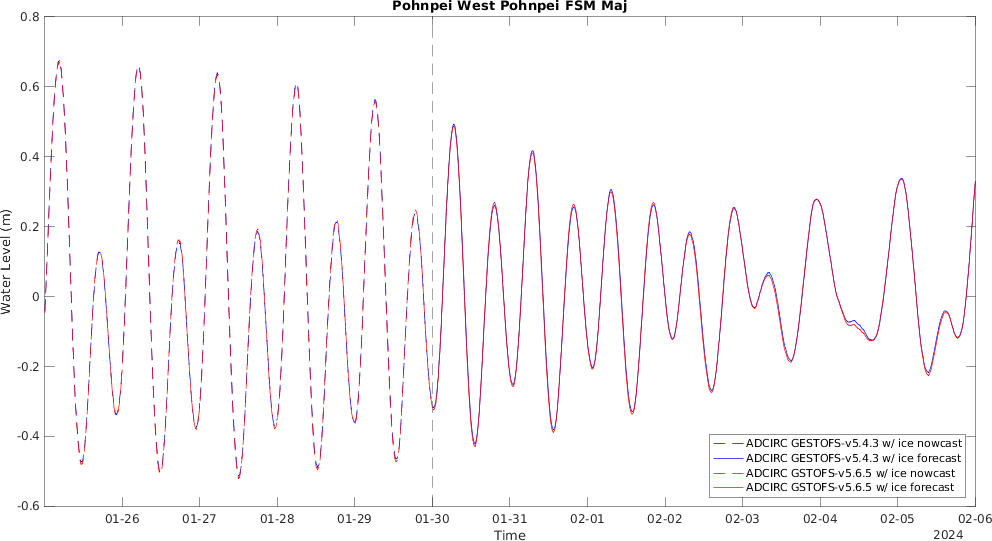 Pohnpei West Pohnpei FSM Maj
Water Level (m)
0.8
0.6
0.4
0.2
0
-0.2
-0.4
-0.6
ADCIRC GESTOFS-v5.4.3 w/ ice nowcast
ADCIRC GESTOFS-v5.4.3 w/ ice forecast
ADCIRC GSTOFS-v5.6.5 w/ ice nowcast
ADCIRC GSTOFS-v5.6.5 w/ ice forecast
01-26 01-27 01-28 01-29 01-30 01-31 02-01 02-02 02-03 02-04 02-05 02-06
Time
2024